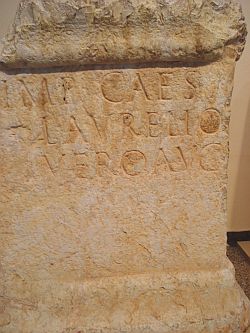 IMP CAES
L AVRELIO
VERO AVG